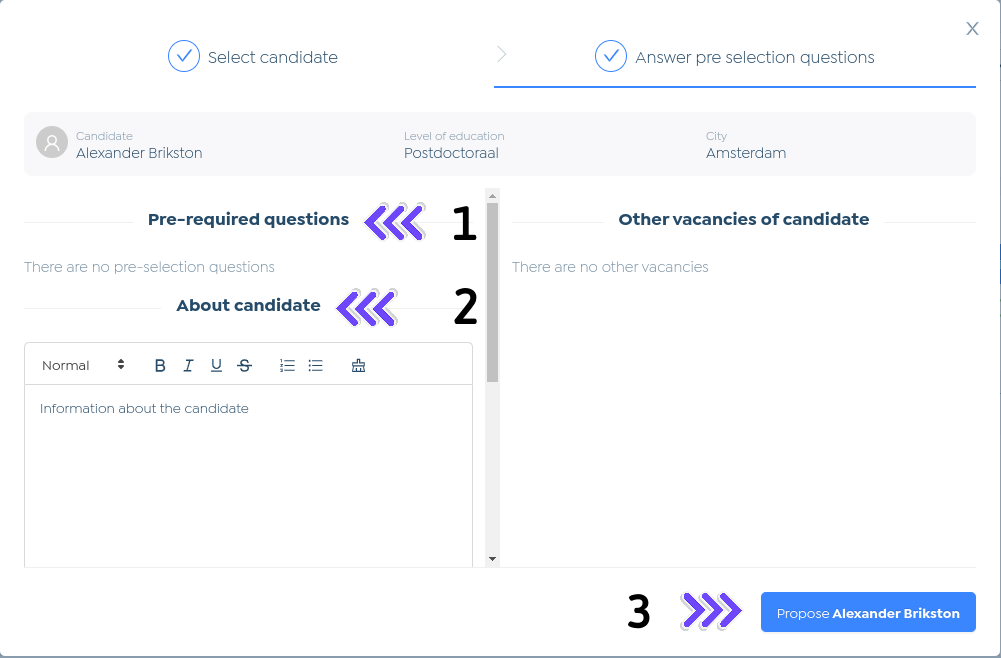 X
Select candidate
Answer pre selection questions
Candidate
Alexander Brikston
Level of education
Postdoctoraal
City
Amsterdam
Pre-required questions
1
There are no pre-selection questions
About candidate
2
Normal
B I U S
Information about the candidate
Other vacancies of candidate
There are no other vacancies
3
Propose Alexander Brikston